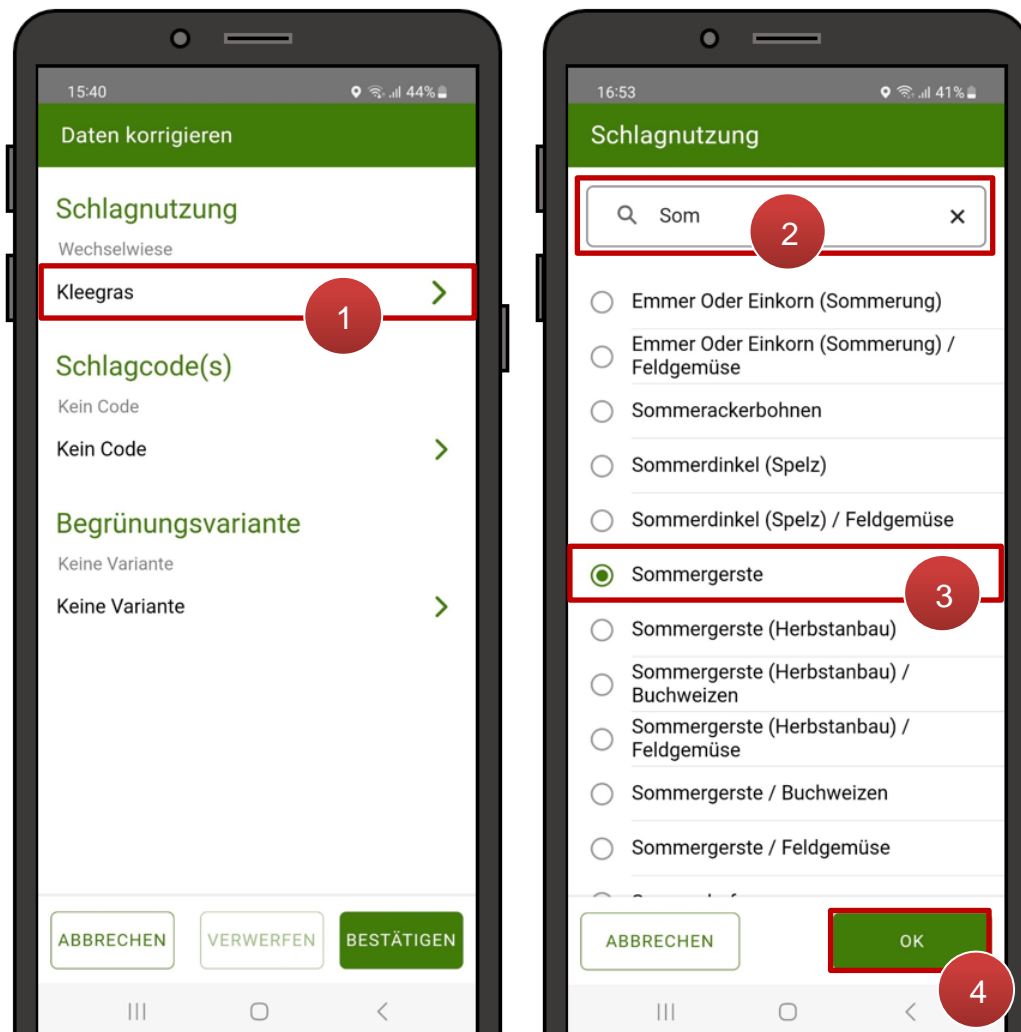 15:40
44%
Daten korrigieren
Schlagnutzung
Wechselwiese
Kleegras
1
Schlagcode(s)
Kein Code
Kein Code
Begrünungsvariante
Keine Variante
Keine Variante
ABBRECHEN
VERWERFEN
BESTÄTIGEN
16:53
41%
Schlagnutzung
Som
2
Emmer Oder Einkorn (Sommerung)
Emmer Oder Einkorn (Sommerung) /
Feldgemüse
Sommerackerbohnen
Sommerdinkel (Spelz)
Sommerdinkel (Spelz) / Feldgemüse
Sommergerste
3
Sommergerste (Herbstanbau)
Sommergerste (Herbstanbau) /
Buchweizen
Sommergerste (Herbstanbau) /
Feldgemüse
Sommergerste / Buchweizen
Sommergerste / Feldgemüse
ABBRECHEN
OK
4